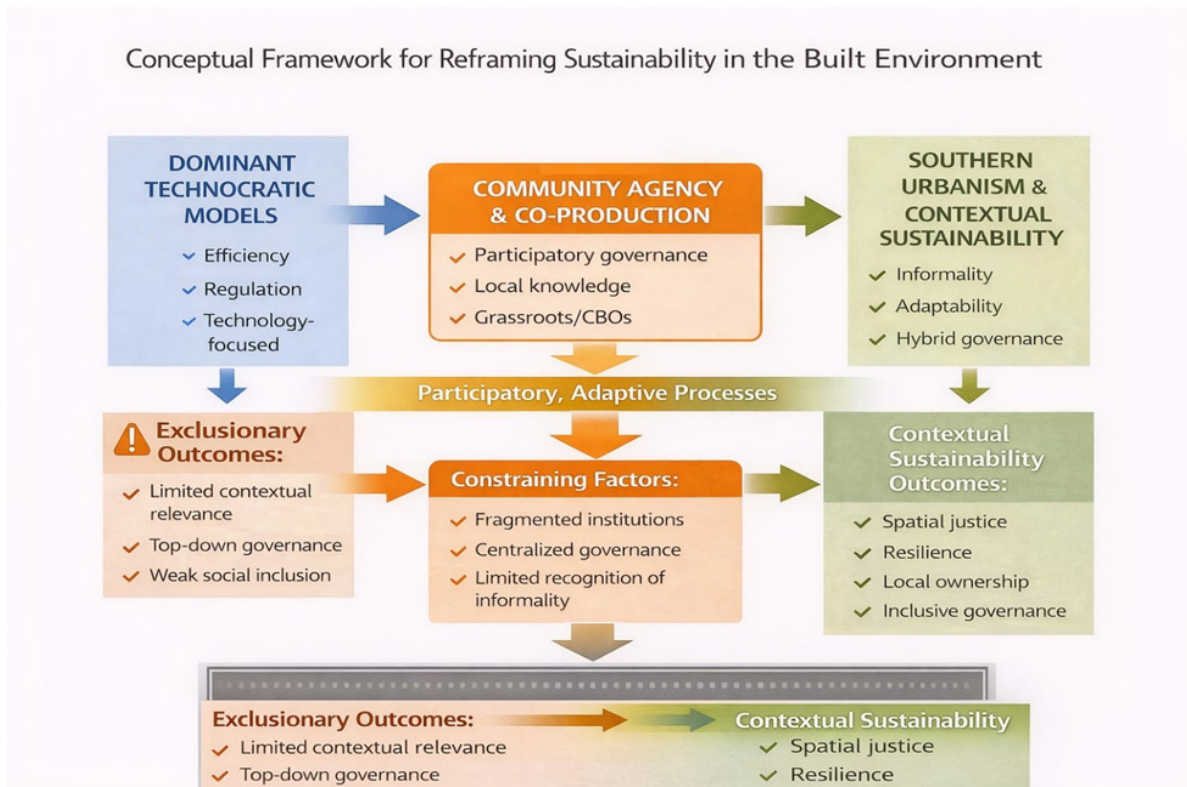 Conceptual Framework for Reframing Sustainability in the Built Environment
DOMINANT
TECHNOCRATIC
MODELS
Efficiency
Regulation
Technology-
focused
COMMUNITY AGENCY
& CO-PRODUCTION
Participatory governance
Local knowledge
Grassroots/CBOs
SOUTHERN
URBANISM &
CONTEXTUAL
SUSTAINABILITY
Informality
Adaptability
Hybrid governance
Participatory, Adaptive Processes
Exclusionary
Outcomes:
Limited contextual
relevance
Top-down governance
Weak social inclusion
Constraining Factors:
Fragmented institutions
Centralized governance
Limited recognition of
informality
Contextual
Sustainability
Outcomes:
Spatial justice
Resilience
Local ownership
Inclusive governance
Exclusionary Outcomes:
Limited contextual relevance
Top-down governance
Contextual Sustainability
Spatial justice
Resilience